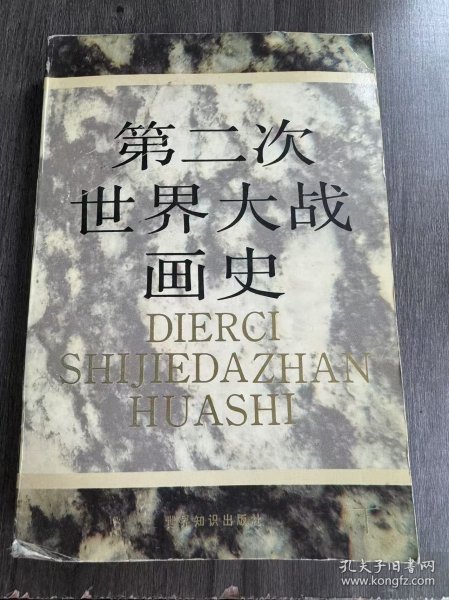 第二次
世界大战
画史
DIERCI
SHIJIEDAZHAN
HUASHI
世界知识出版社
下
孔夫子旧书网
www.kongfz.com